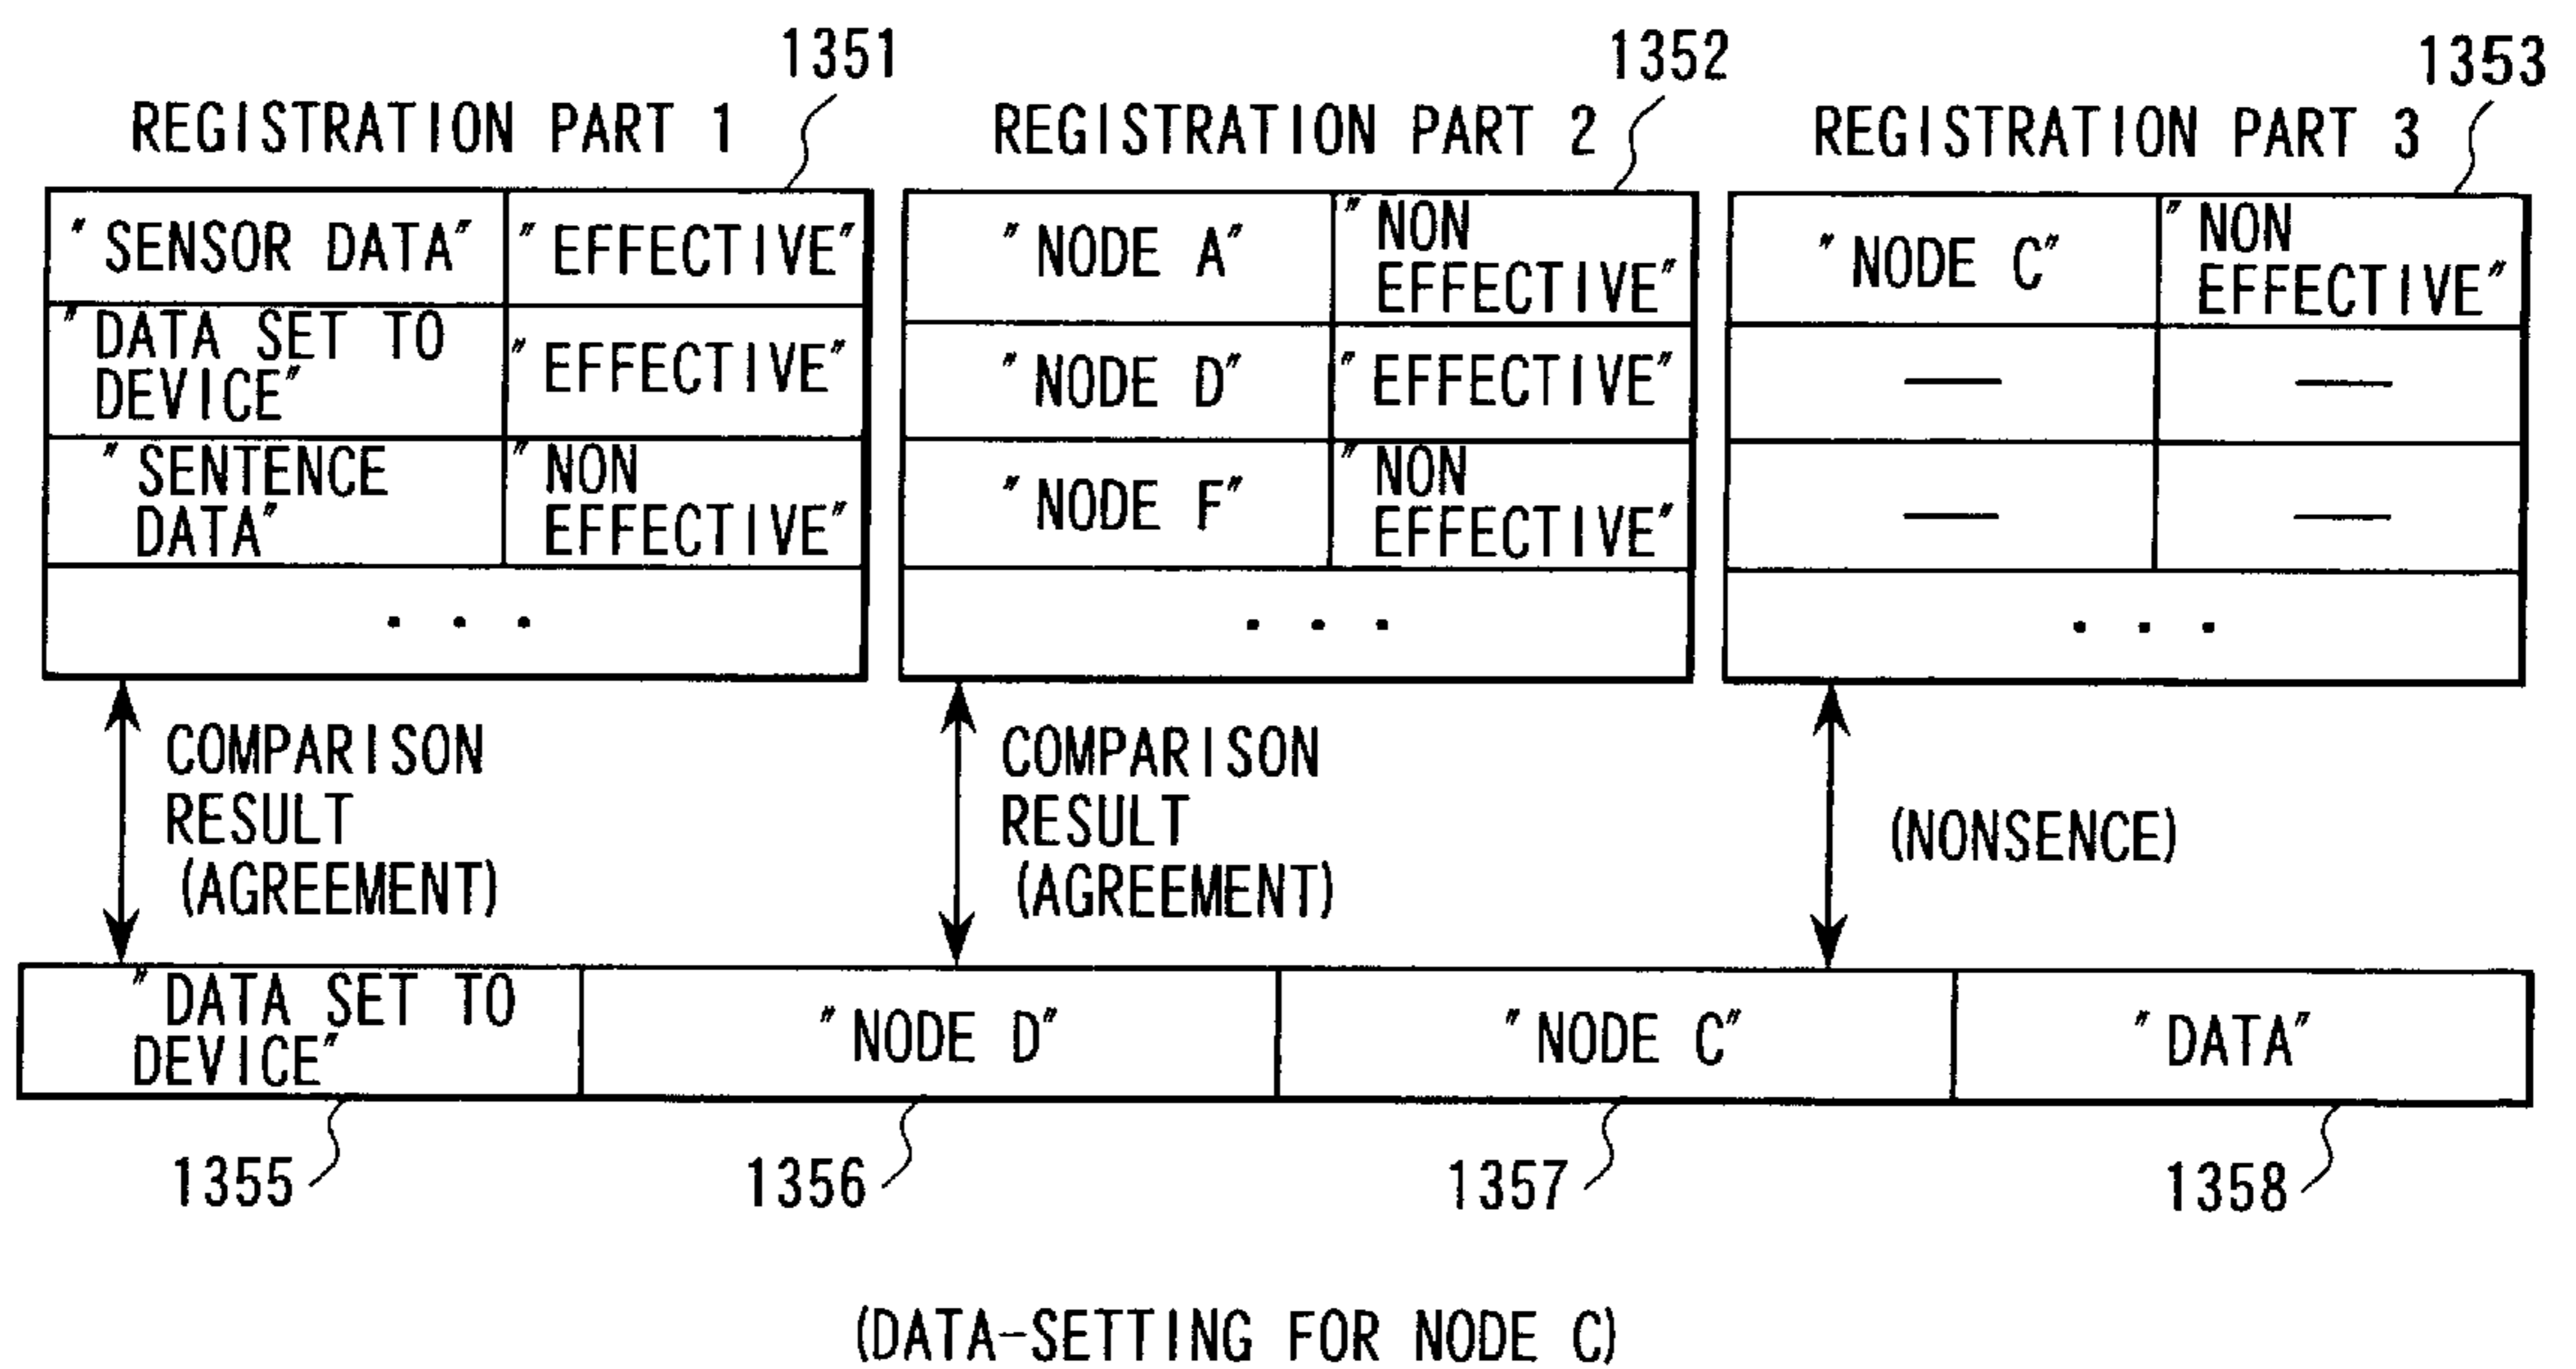 1351
1352
1353
REGISTRATION PART 1
REGISTRATION PART 2
REGISTRATION PART 3
"SENSOR DATA"
"EFFECTIVE"
"DATA SET TO
DEVICE"
"EFFECTIVE"
"SENTENCE
DATA"
"NON
EFFECTIVE"
. . .
"NODE A"
"NON
EFFECTIVE"
"NODE D"
"EFFECTIVE"
"NODE F"
"NON
EFFECTIVE"
. . .
"NODE C"
"NON
EFFECTIVE"
—
—
—
—
. . .
COMPARISON
RESULT
(AGREEMENT)
COMPARISON
RESULT
(AGREEMENT)
(NONSENCE)
"DATA SET TO
DEVICE"
"NODE D"
"NODE C"
"DATA"
1355
1356
1357
1358
(DATA-SETTING FOR NODE C)